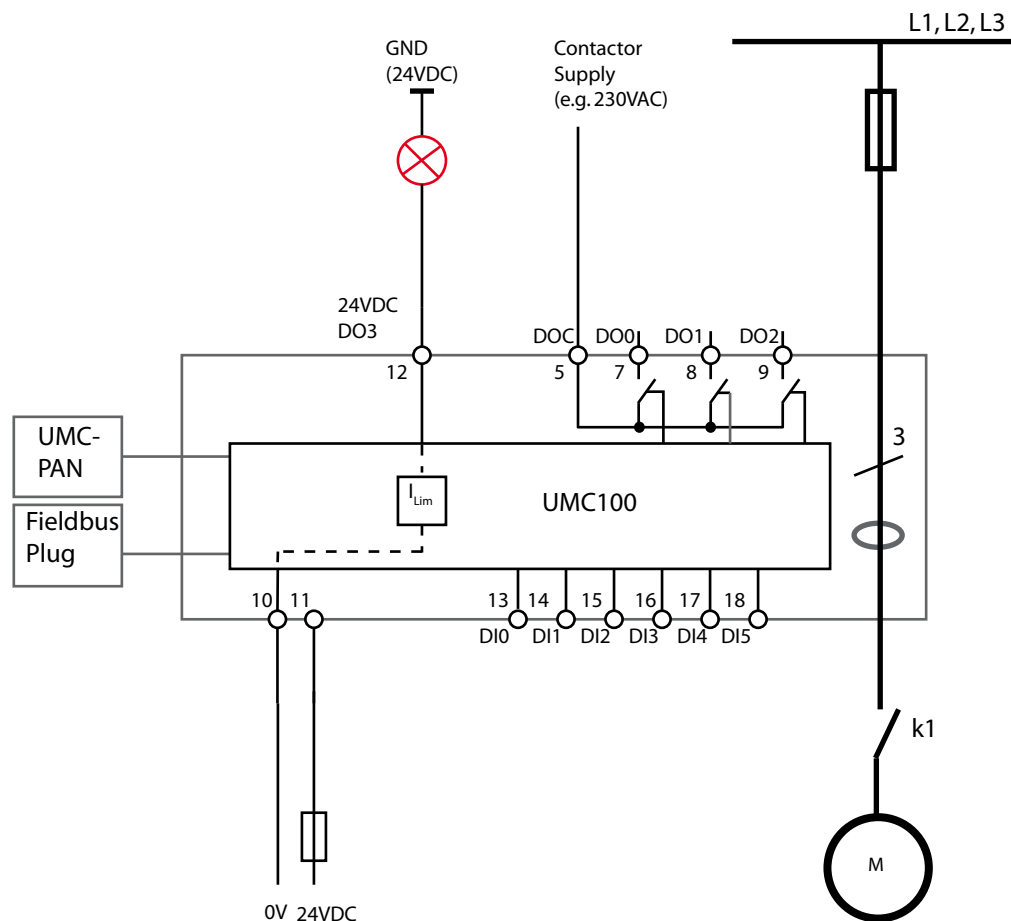 L1, L2, L3
GND
(24VDC)
Contactor
Supply
(e.g. 230VAC)
24VDC
DO3
DOC
DO0
DO1
DO2
12
5
7
8
9
UMC-
PAN
3
ILim
UMC100
Fieldbus
Plug
10
11
13
14
15
16
17
18
DI0
DI1
DI2
DI3
DI4
DI5
k1
M
0V
24VDC